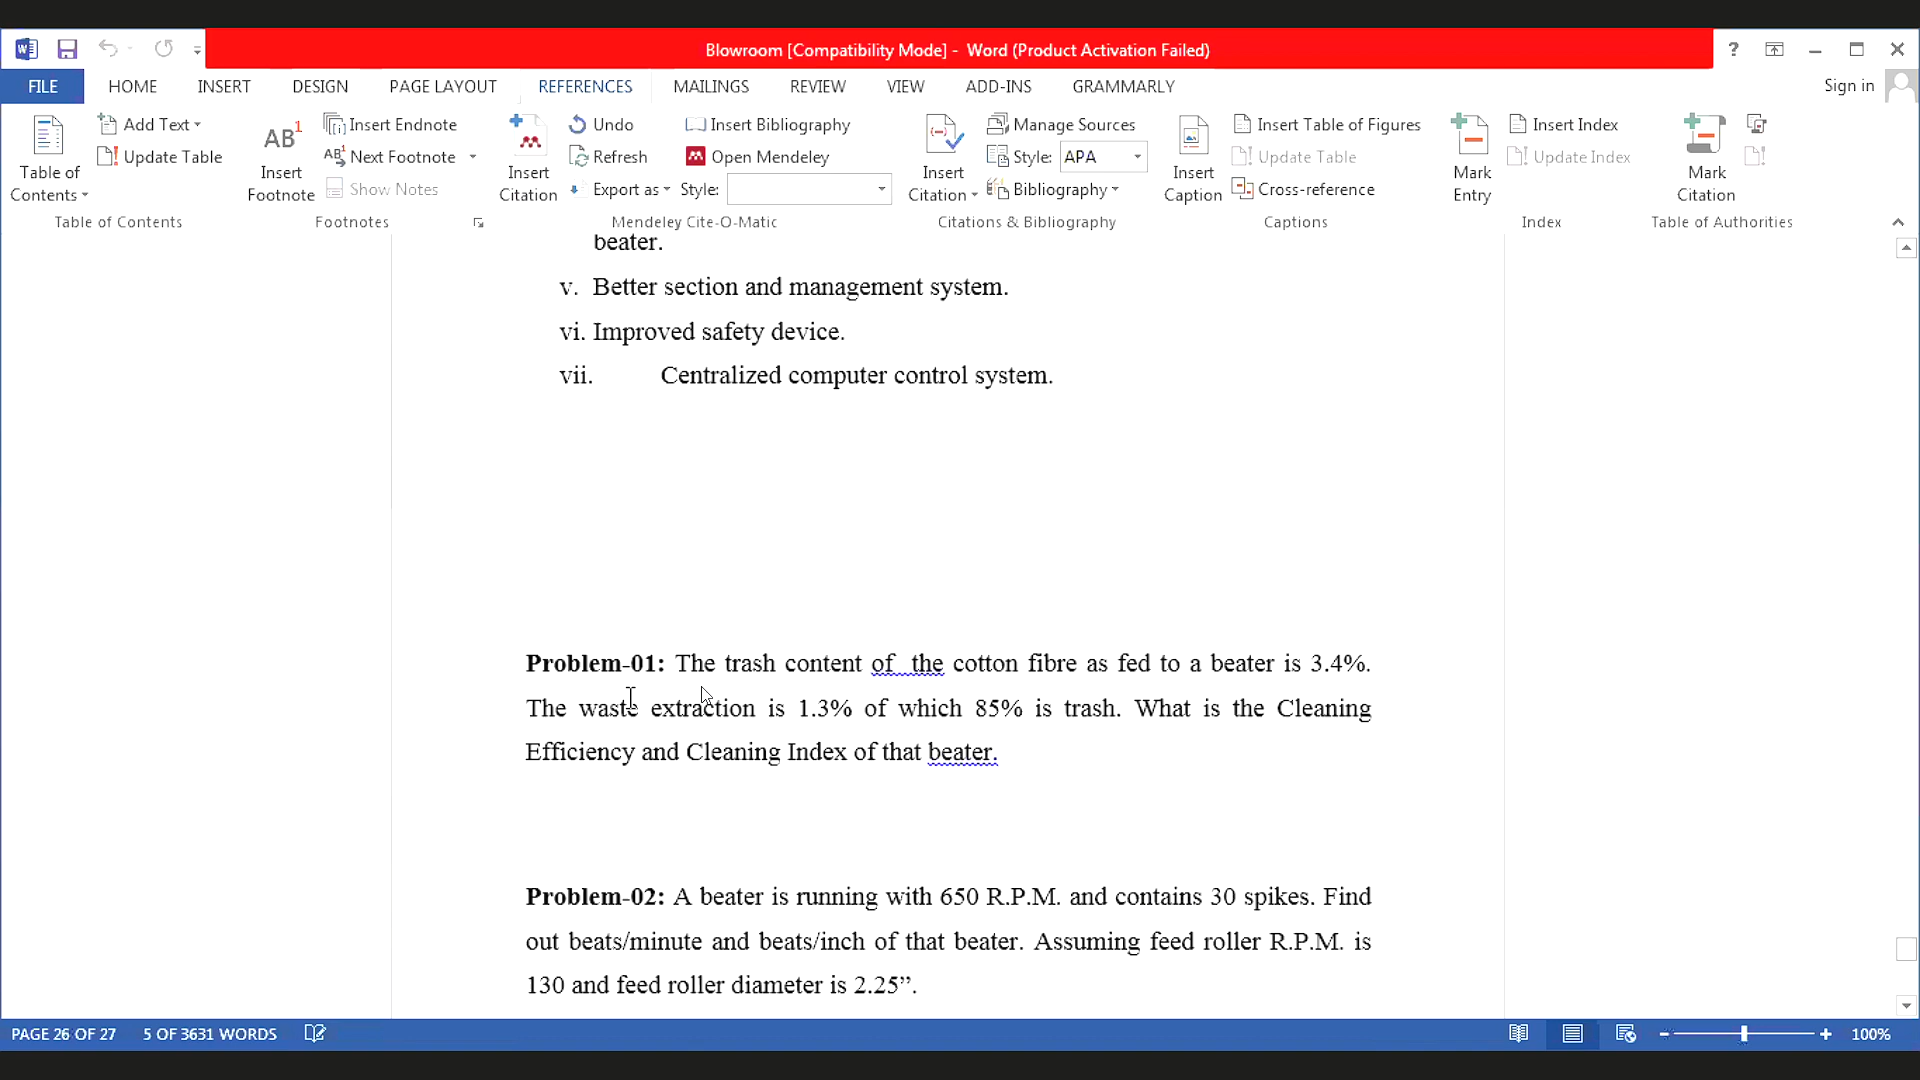 Blowroom [Compatibility Mode] - Word (Product Activation Failed)
?
FILE HOME INSERT DESIGN PAGE LAYOUT REFERENCES MAILINGS REVIEW VIEW ADD-INS GRAMMARLY Sign in
Table of Contents
Add Text
Update Table
Table of Contents
AB1
Insert Footnote
Insert Endnote
Next Footnote
Show Notes
Footnotes
Insert Citation
Undo
Refresh
Export as
Insert Bibliography
Open Mendeley
Style:
Mendeley Cite-O-Matic
Insert Citation
Manage Sources
Style: APA
Bibliography
Citations & Bibliography
Insert Caption
Insert Table of Figures
Update Table
Cross-reference
Captions
Mark Entry
Insert Index
Update Index
Index
Mark Citation
Table of Authorities
beater.
v. Better section and management system.
vi. Improved safety device.
vii. Centralized computer control system.
Problem-01: The trash content of the cotton fibre as fed to a beater is 3.4%.
The waste extraction is 1.3% of which 85% is trash. What is the Cleaning
Efficiency and Cleaning Index of that beater.
Problem-02: A beater is running with 650 R.P.M. and contains 30 spikes. Find
out beats/minute and beats/inch of that beater. Assuming feed roller R.P.M. is
130 and feed roller diameter is 2.25”.
PAGE 26 OF 27 5 OF 3631 WORDS 100%